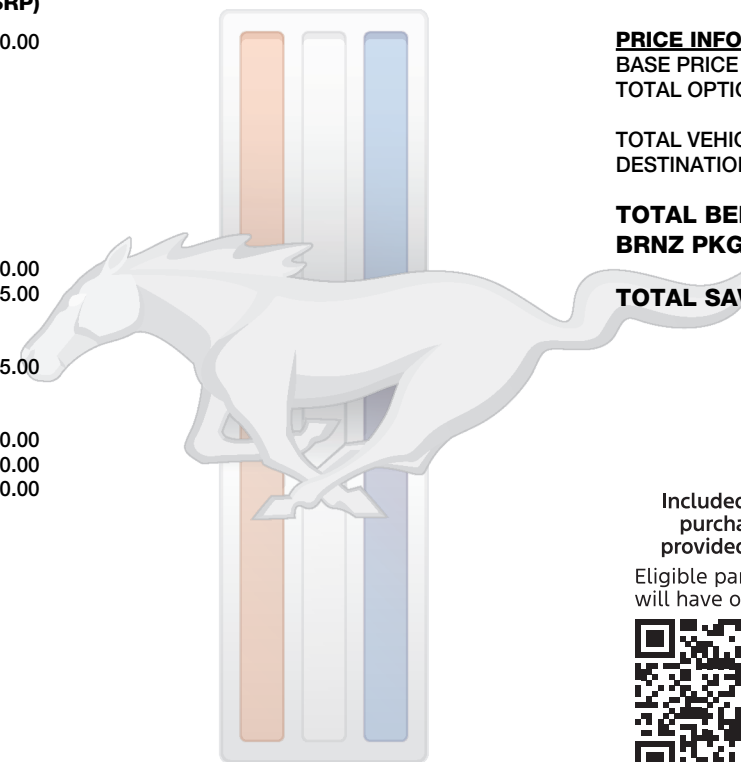 SRP)
0.00
0.00
5.00
5.00
0.00
0.00
0.00
PRICE INFO
BASE PRICE
TOTAL OPTIO
TOTAL VEHIC
DESTINATION
TOTAL BE
BRNZ PKG
TOTAL SAV
Included
purcha
provided
Eligible par
will have o